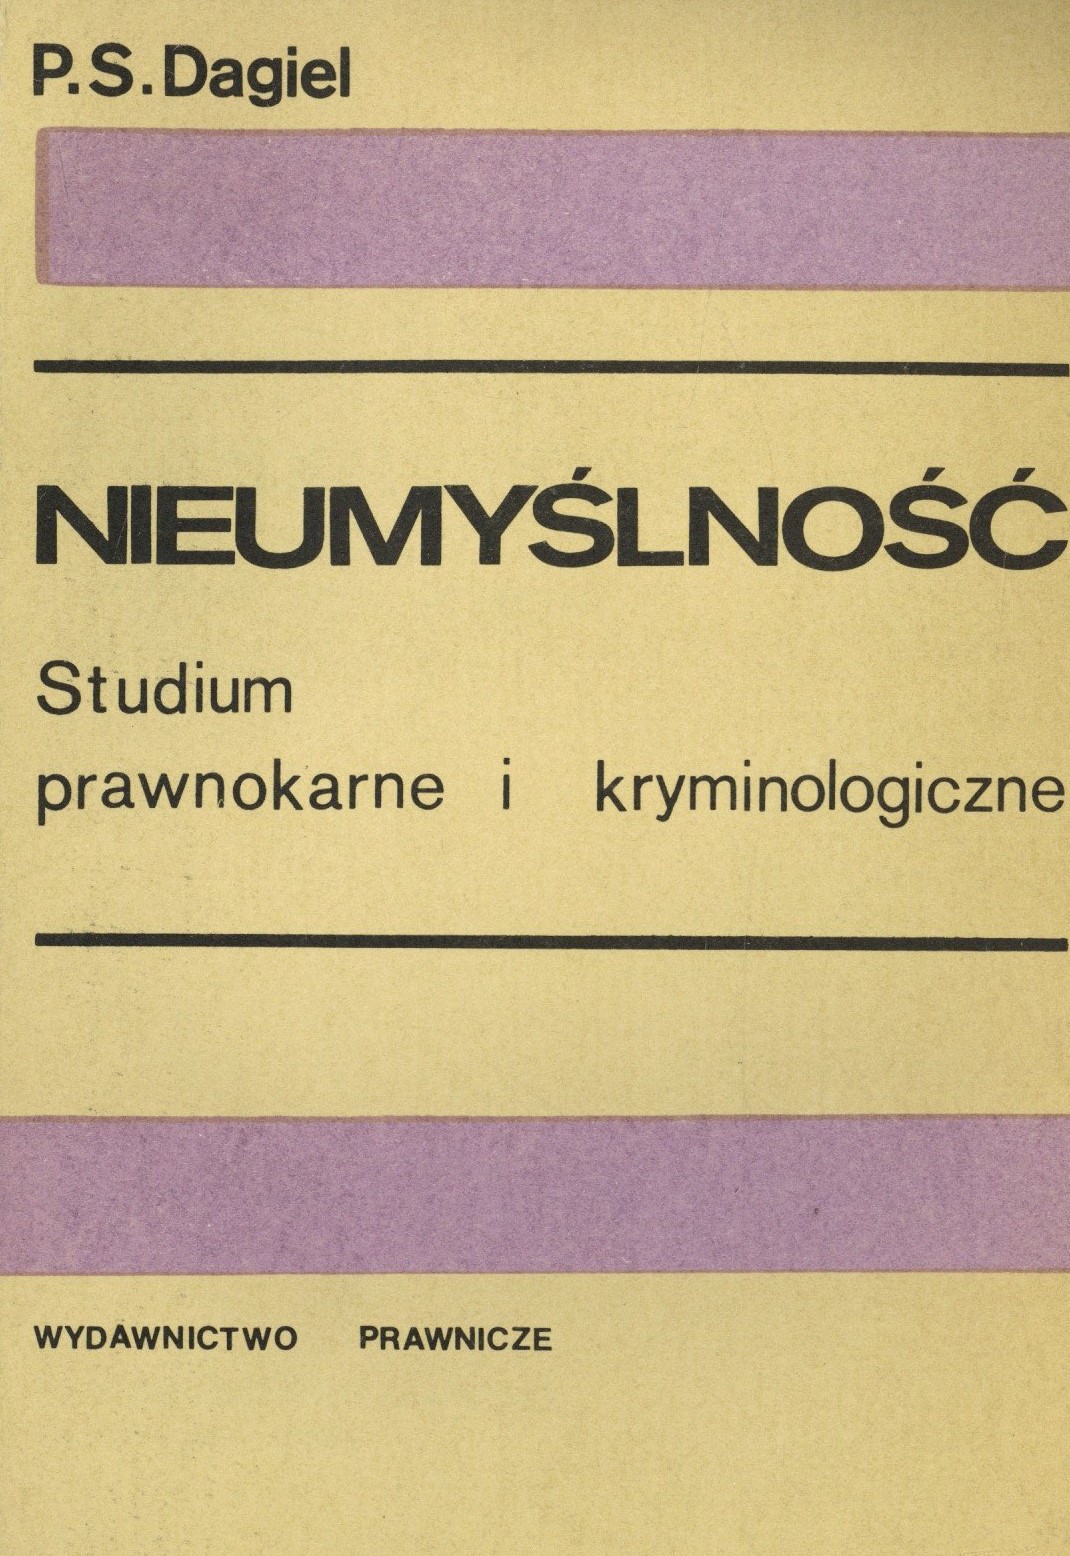 P.S. Dagiel
NIEUMYŚLNOŚĆ
Studium
prawnokarne i kryminologiczne
WYDAWNICTWO PRAWNICZE